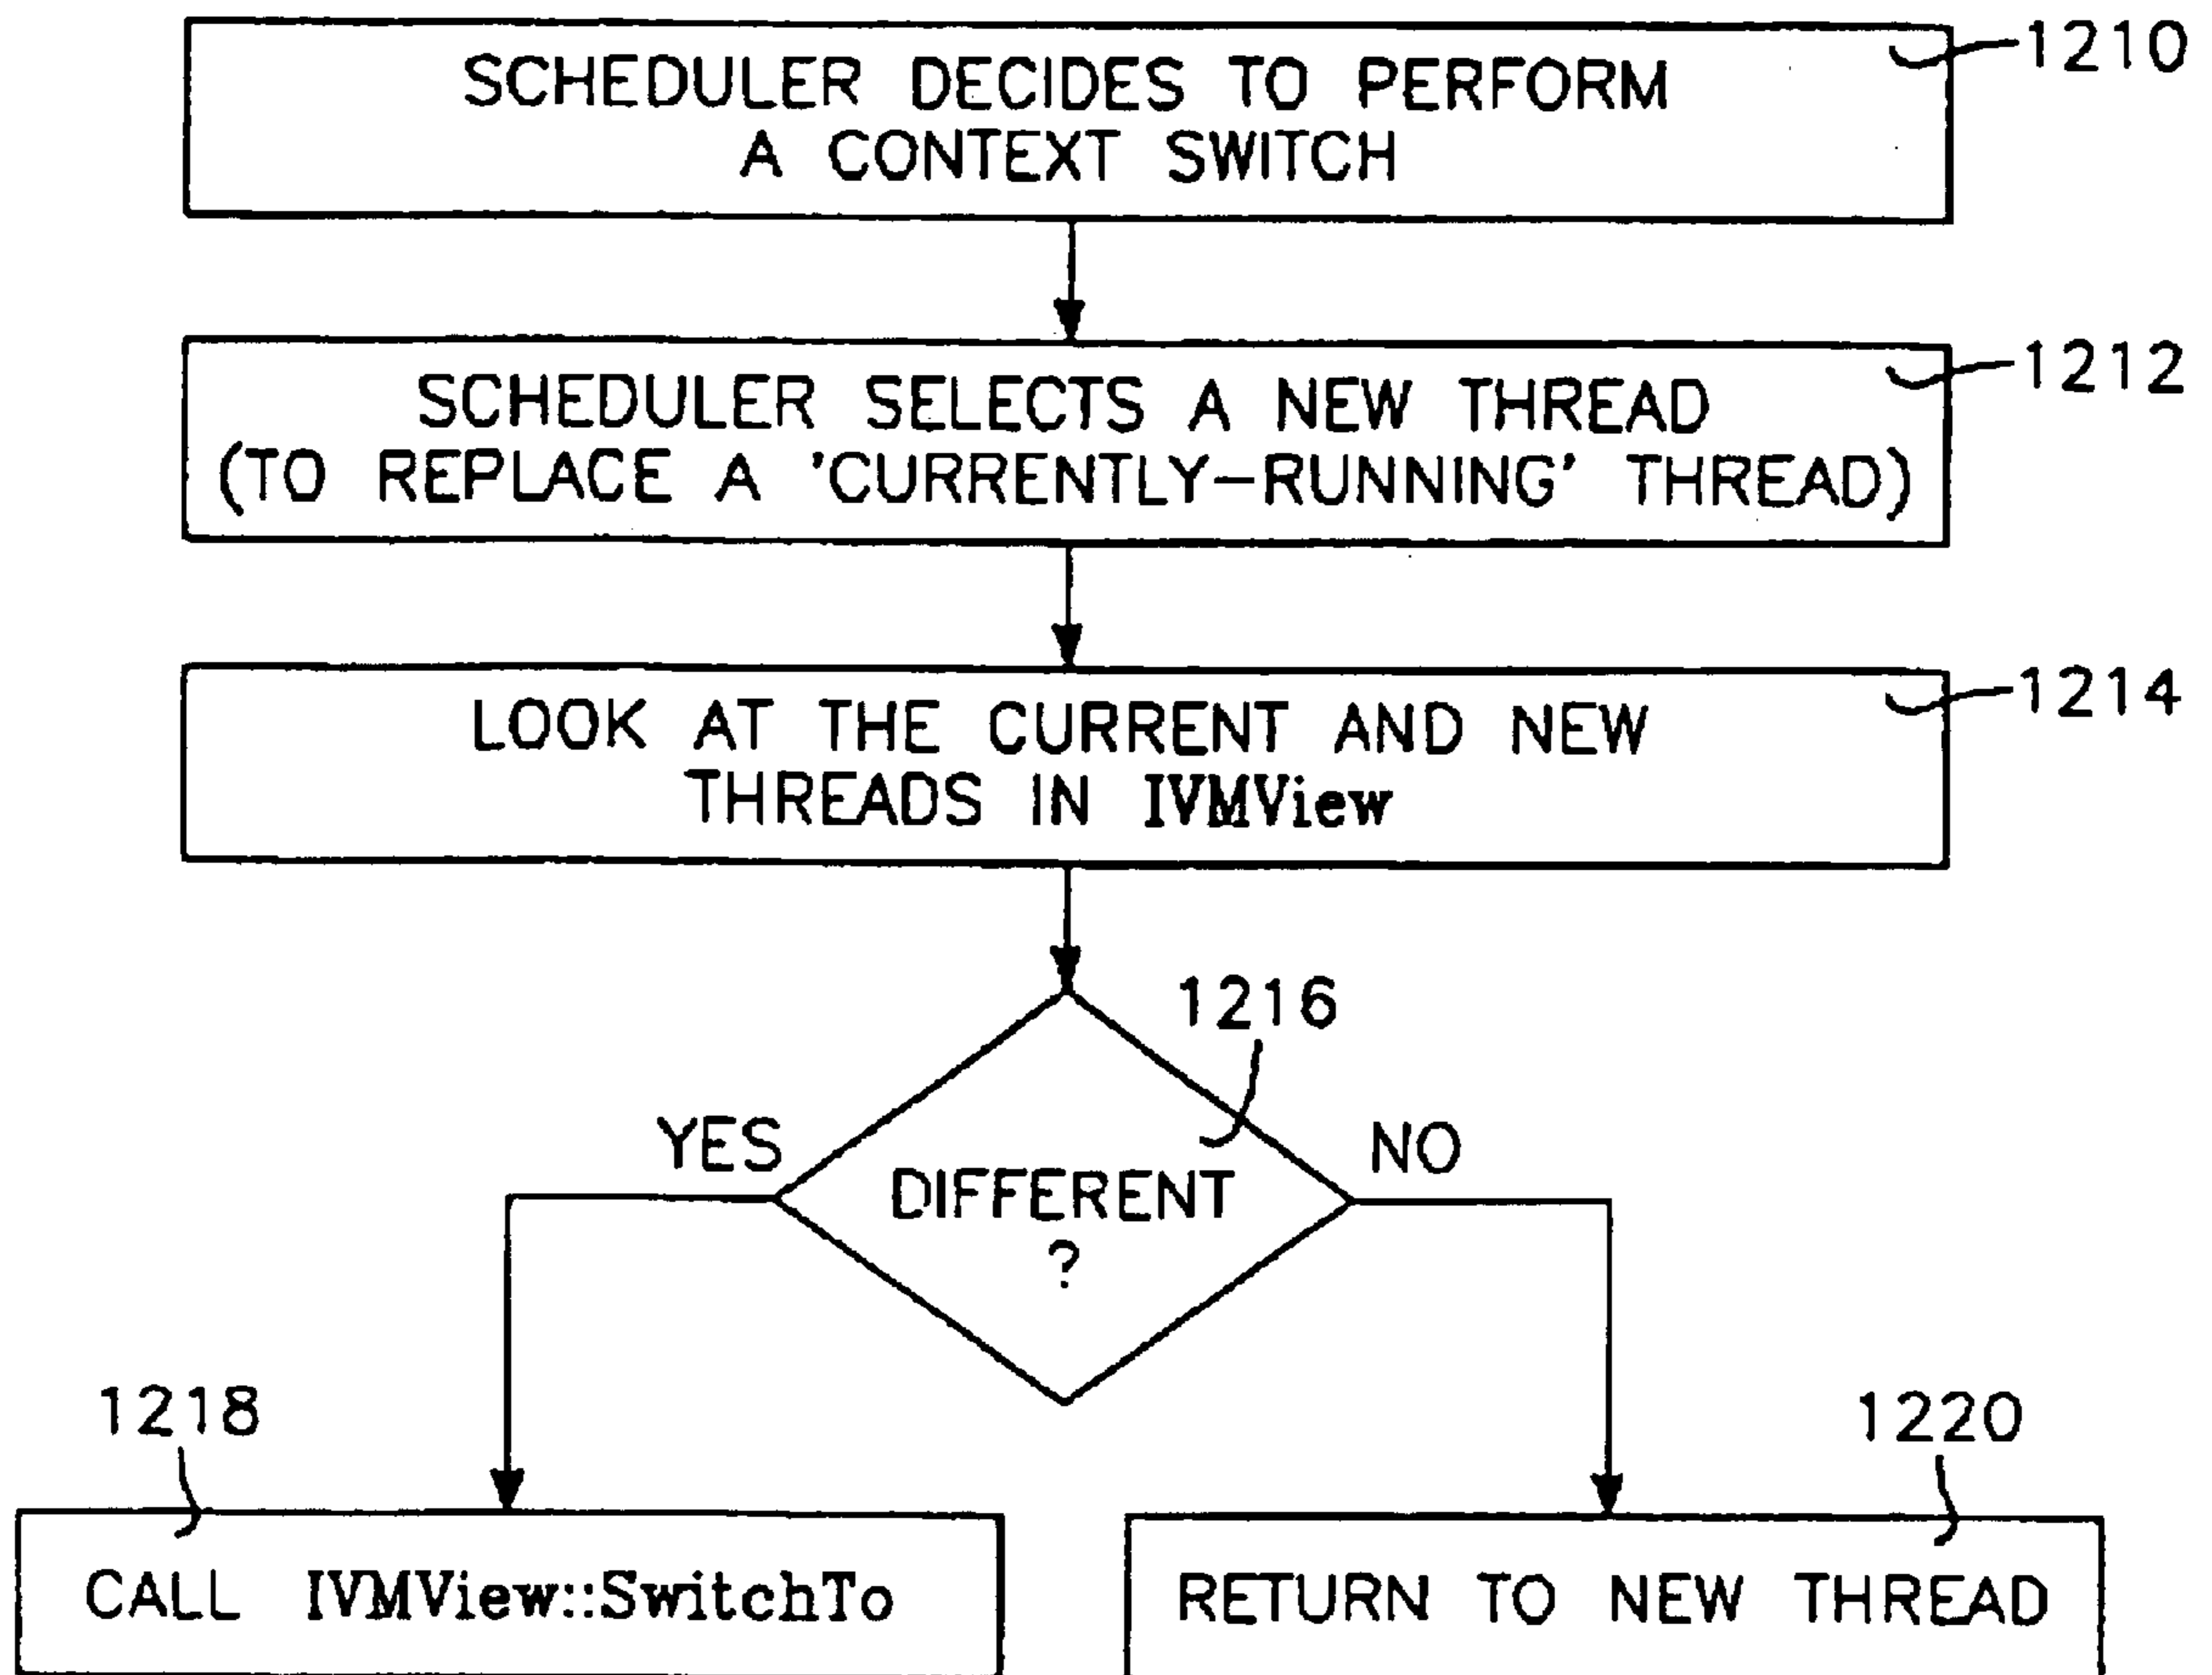 1210
SCHEDULER DECIDES TO PERFORM
A CONTEXT SWITCH
1212
SCHEDULER SELECTS A NEW THREAD
(TO REPLACE A 'CURRENTLY-RUNNING' THREAD)
1214
LOOK AT THE CURRENT AND NEW
THREADS IN IVMView
1216
YES
NO
DIFFERENT
?
1218
1220
CALL IVMView::SwitchTo
RETURN TO NEW THREAD